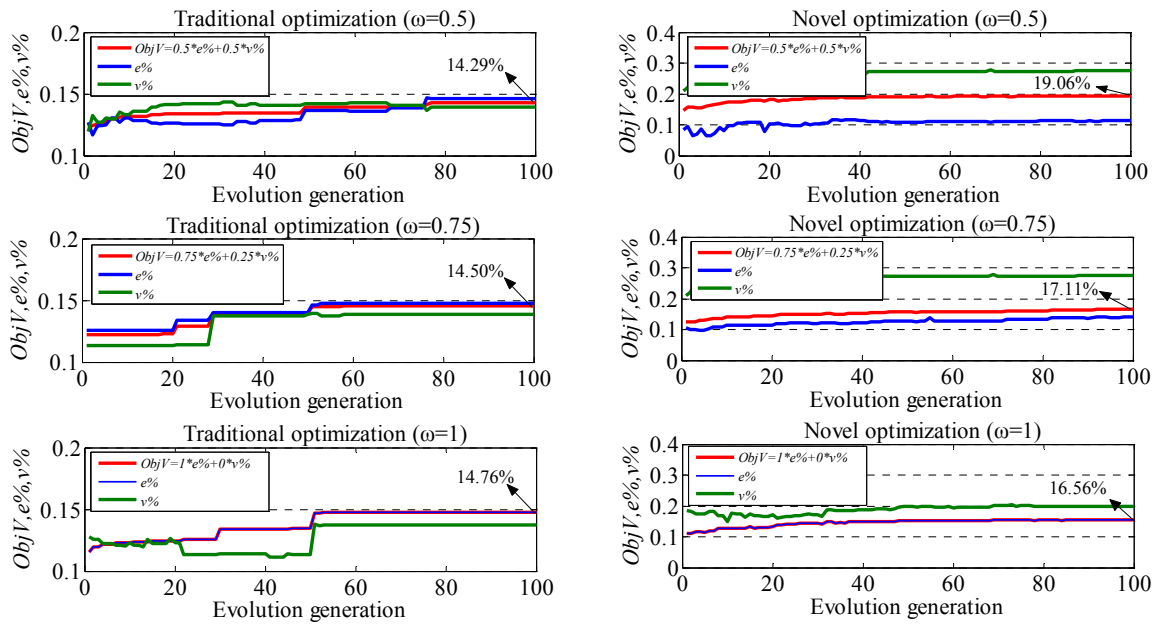 Traditional optimization (ω=0.5)
0.2
0.15
0.1
ObjV, e%, v%
ObjV=0.5*e%+0.5*v%
e%
v%
14.29%
0 20 40 60 80 100
Evolution generation
Novel optimization (ω=0.5)
0.4
0.3
0.2
0.1
0
ObjV, e%, v%
ObjV=0.5*e%+0.5*v%
e%
v%
19.06%
0 20 40 60 80 100
Evolution generation
Traditional optimization (ω=0.75)
0.2
0.15
0.1
ObjV, e%, v%
ObjV=0.75*e%+0.25*v%
e%
v%
14.50%
0 20 40 60 80 100
Evolution generation
Novel optimization (ω=0.75)
0.4
0.3
0.2
0.1
0
ObjV, e%, v%
ObjV=0.75*e%+0.25*v%
e%
v%
17.11%
0 20 40 60 80 100
Evolution generation
Traditional optimization (ω=1)
0.2
0.15
0.1
ObjV, e%, v%
ObjV=1*e%+0*v%
e%
v%
14.76%
0 20 40 60 80 100
Evolution generation
Novel optimization (ω=1)
0.4
0.3
0.2
0.1
0
ObjV, e%, v%
ObjV=1*e%+0*v%
e%
v%
16.56%
0 20 40 60 80 100
Evolution generation